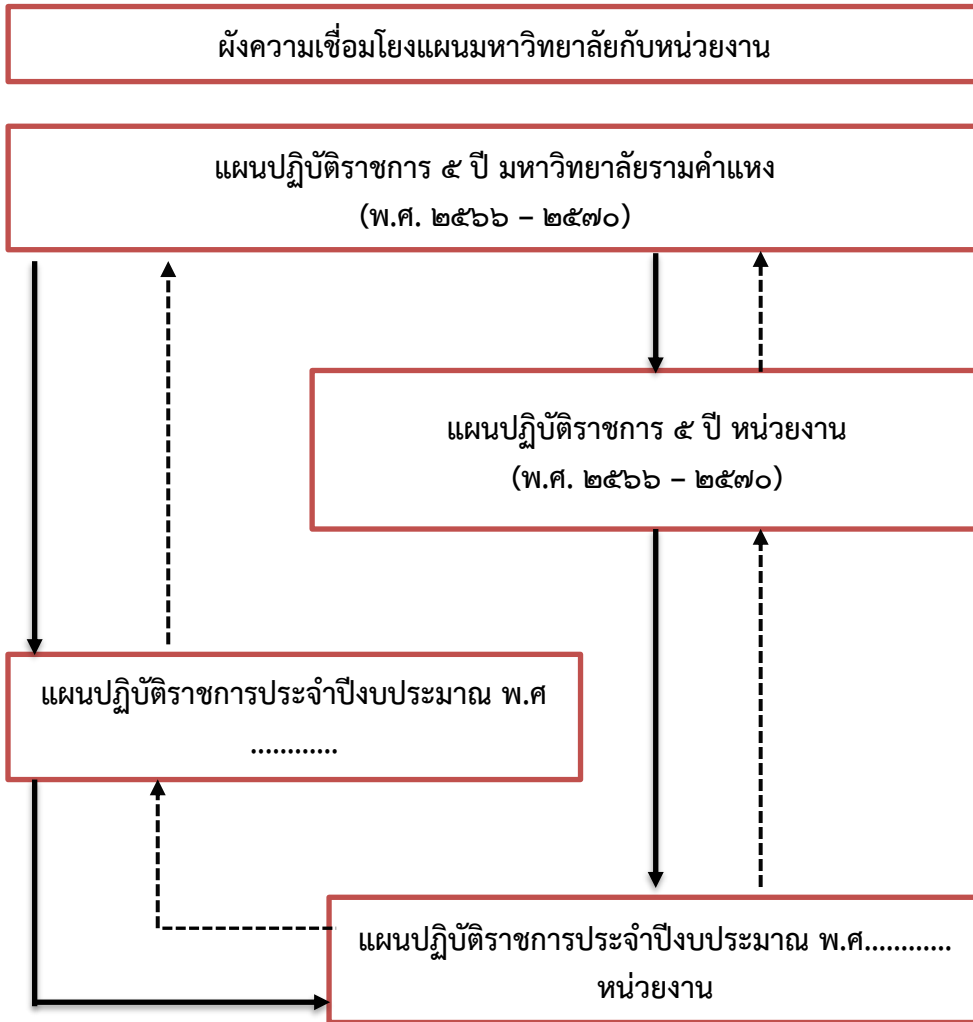 ผังความเชื่อมโยงแผนมหาวิทยาลัยกับหน่วยงาน
แผนปฏิบัติราชการ ๕ ปี มหาวิทยาลัยรามคำแหง
(พ.ศ. ๒๕๖๖ – ๒๕๗๐)
แผนปฏิบัติราชการ ๕ ปี หน่วยงาน
(พ.ศ. ๒๕๖๖ – ๒๕๗๐)
แผนปฏิบัติราชการประจำปีงบประมาณ พ.ศ
............
แผนปฏิบัติราชการประจำปีงบประมาณ พ.ศ............
หน่วยงาน